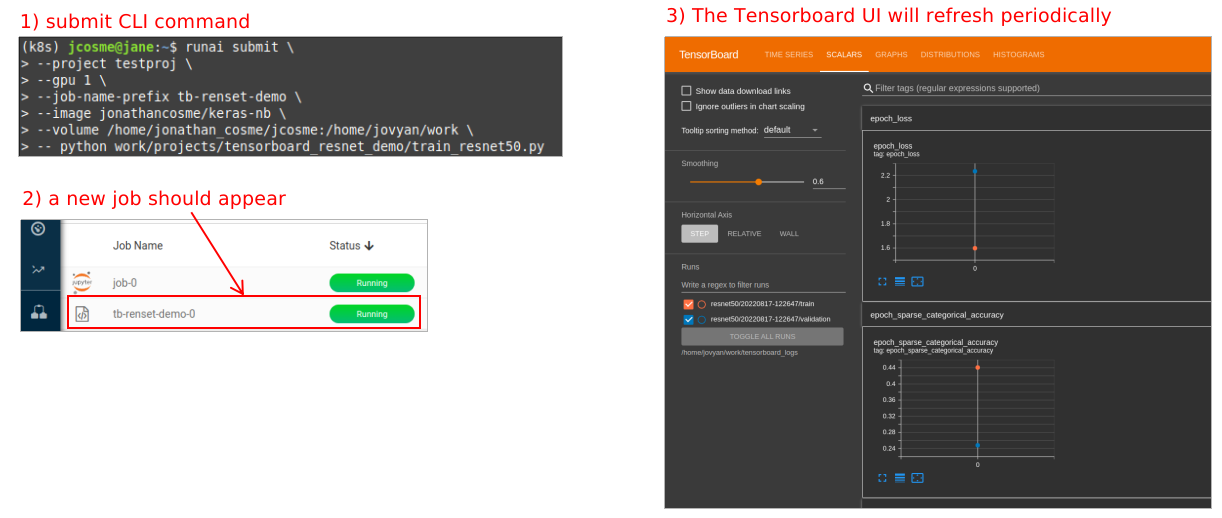 1) submit CLI command
(k8s) jcosme@jane:~$ runai submit \
> --project testproj \
> --gpu 1 \
> --job-name-prefix tb-renset-demo \
> --image jonathancosme/keras-nb \
> --volume /home/jonathan_cosme/jcosme:/home/jovyan/work \
> -- python work/projects/tensorboard_resnet_demo/train_resnet50.py
2) a new job should appear
Job Name Status
jupyter job-0 Running
tb-renset-demo-0 Running
3) The Tensorboard UI will refresh periodically
TensorBoard TIME SERIES SCALARS GRAPHS DISTRIBUTIONS HISTOGRAMS
Show data download links
Ignore outliers in chart scaling
Tooltip sorting method: default
Smoothing
0.6
Horizontal Axis
STEP RELATIVE WALL
Runs
Write a regex to filter runs
resnet50/20220817-122647/train
resnet50/20220817-122647/validation
TOGGLE ALL RUNS
/home/jovyan/work/tensorboard_logs
Filter tags (regular expressions supported)
epoch_loss
epoch_loss
tag: epoch_loss
2.2
2
1.8
1.6
0
epoch_sparse_categorical_accuracy
epoch_sparse_categorical_accuracy
tag: epoch_sparse_categorical_accuracy
0.44
0.4
0.36
0.32
0.28
0.24
0